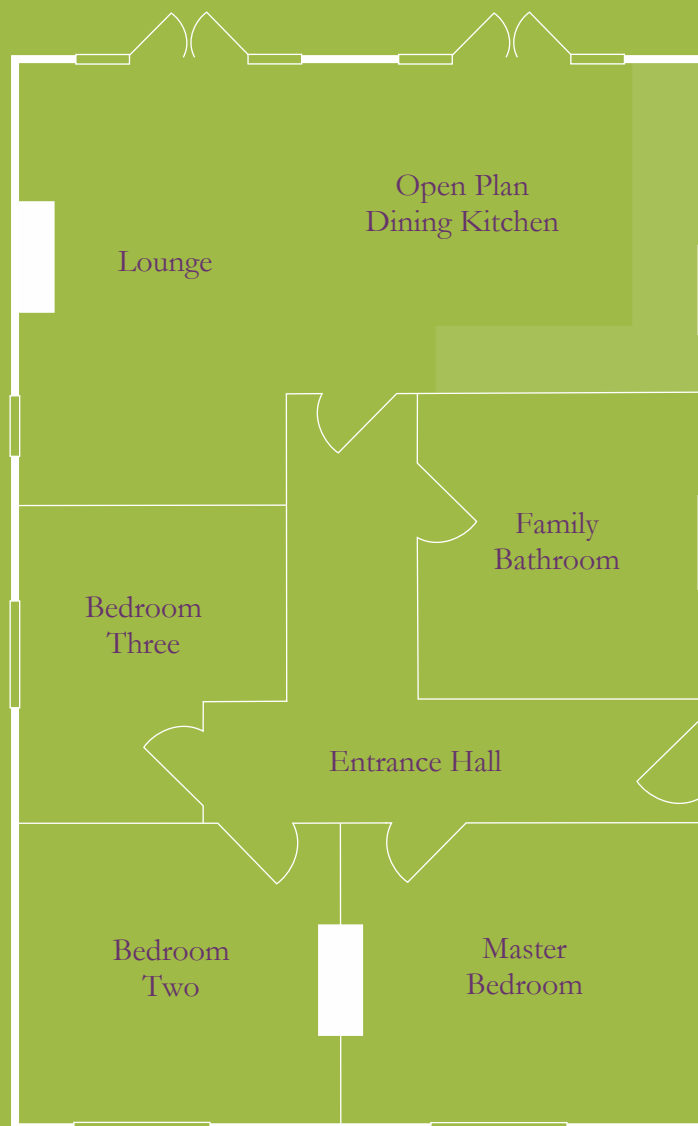 Open Plan
Dining Kitchen
Lounge
Family
Bathroom
Bedroom
Three
Entrance Hall
Bedroom
Two
Master
Bedroom